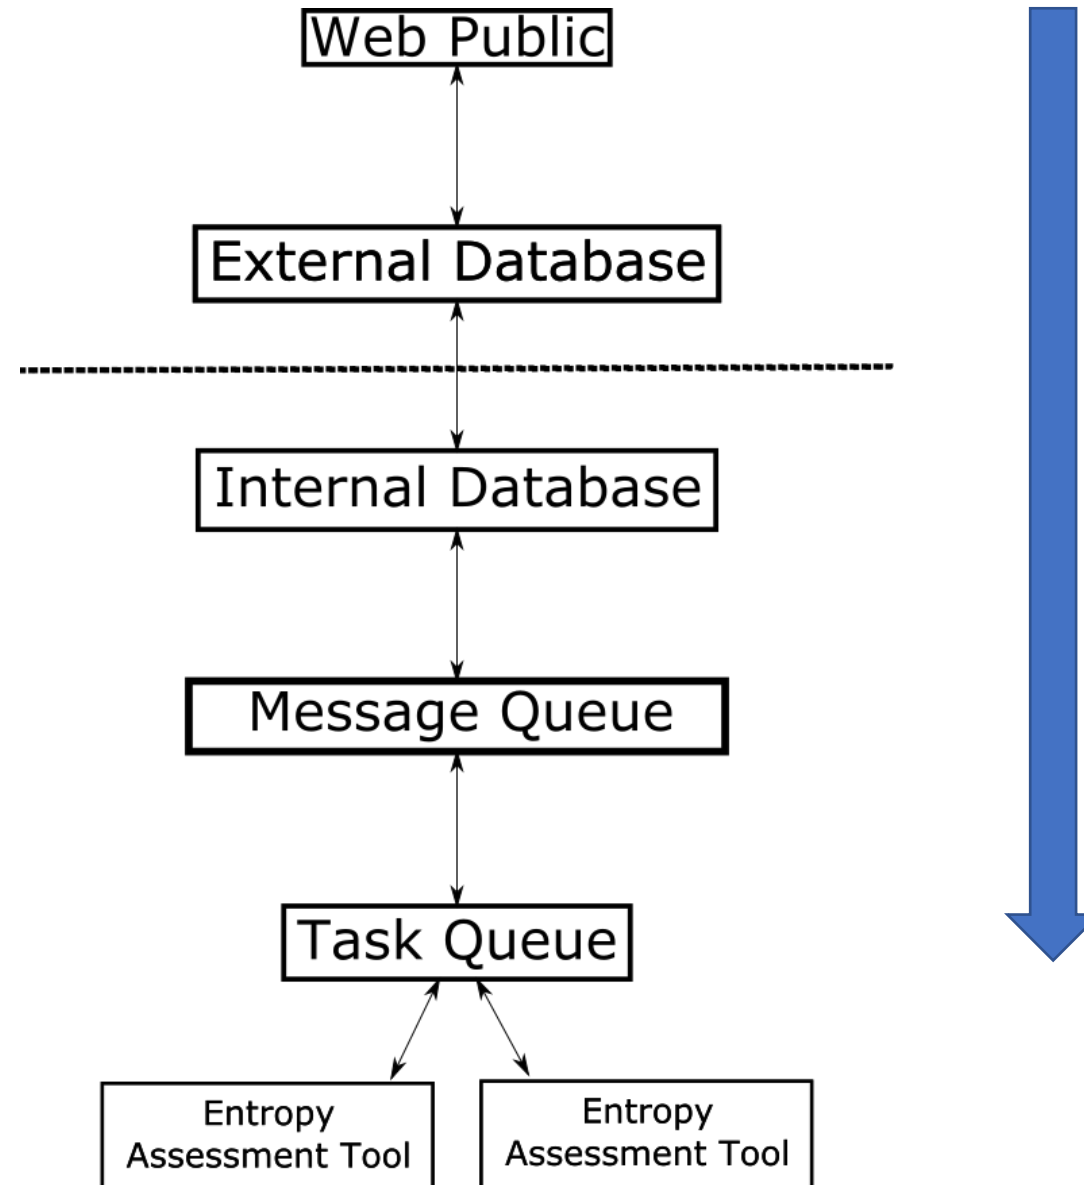 Web Public
External Database
Internal Database
Message Queue
Task Queue
Entropy
Assessment Tool
Entropy
Assessment Tool